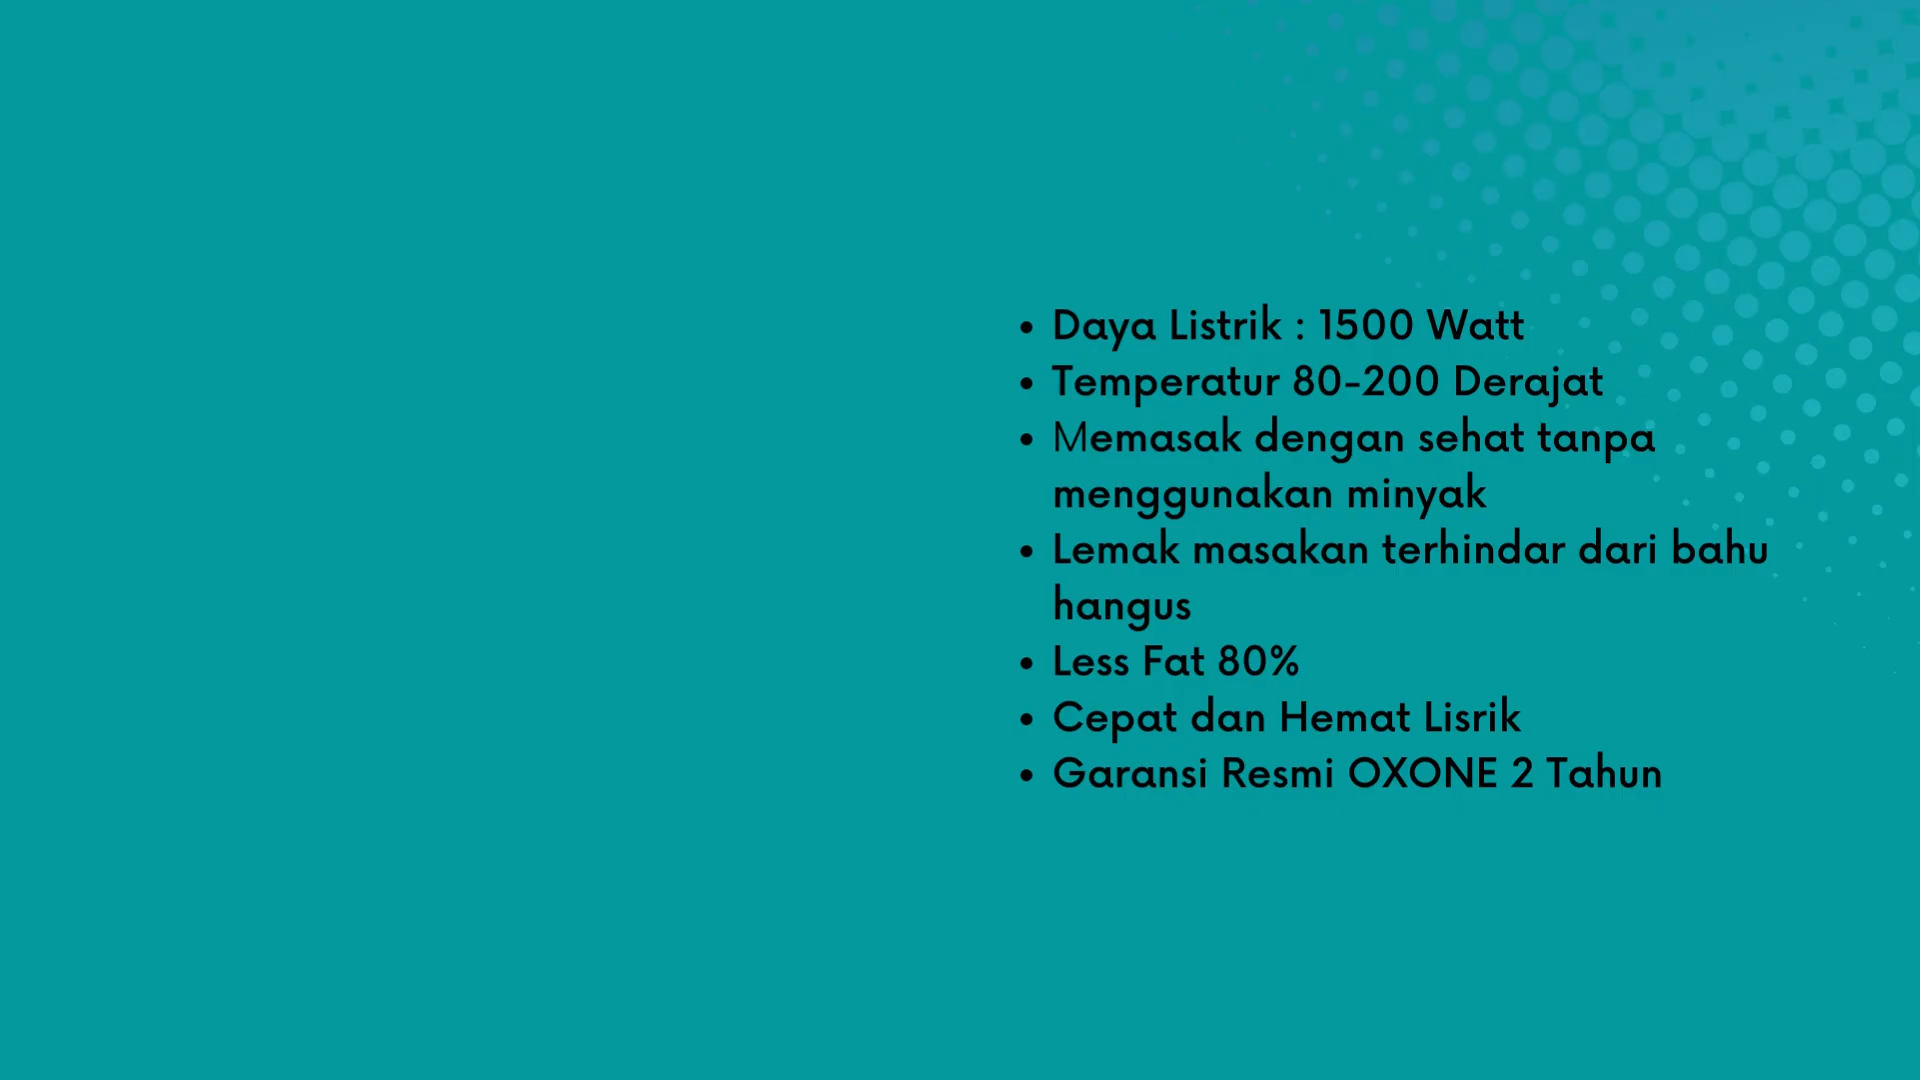 • Daya Listrik : 1500 Watt
• Temperatur 80-200 Derajat
• Memasak dengan sehat tanpa
menggunakan minyak
• Lemak masakan terhindar dari bahu
hangus
• Less Fat 80%
• Cepat dan Hemat Lisrik
• Garansi Resmi OXONE 2 Tahun